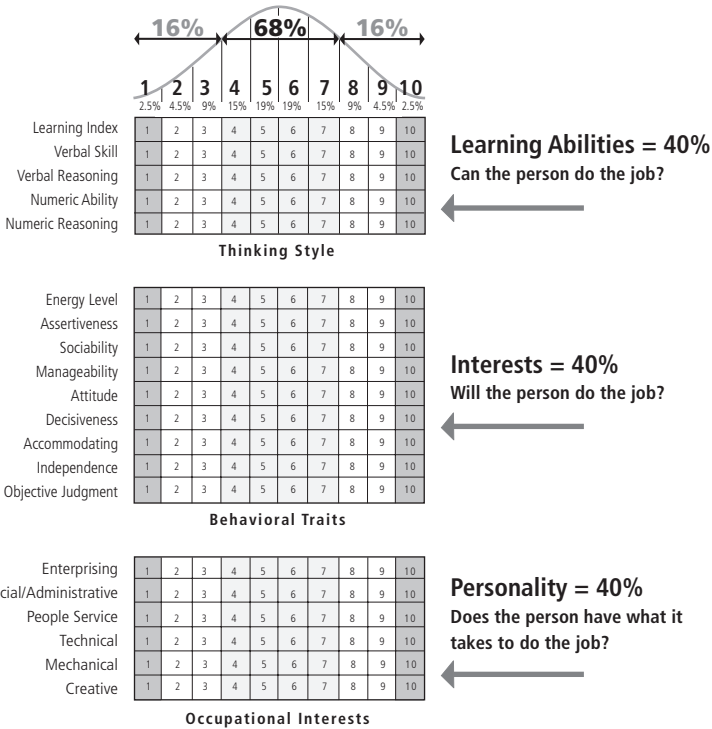 16% 68% 16%
1 2 3 4 5 6 7 8 9 10
2.5% 4.5% 9% 15% 19% 19% 15% 9% 4.5% 2.5%
Learning Index 1 2 3 4 5 6 7 8 9 10
Verbal Skill 1 2 3 4 5 6 7 8 9 10
Verbal Reasoning 1 2 3 4 5 6 7 8 9 10
Numeric Ability 1 2 3 4 5 6 7 8 9 10
Numeric Reasoning 1 2 3 4 5 6 7 8 9 10
Thinking Style
Learning Abilities = 40%
Can the person do the job?
Energy Level 1 2 3 4 5 6 7 8 9 10
Assertiveness 1 2 3 4 5 6 7 8 9 10
Sociability 1 2 3 4 5 6 7 8 9 10
Manageability 1 2 3 4 5 6 7 8 9 10
Attitude 1 2 3 4 5 6 7 8 9 10
Decisiveness 1 2 3 4 5 6 7 8 9 10
Accommodating 1 2 3 4 5 6 7 8 9 10
Independence 1 2 3 4 5 6 7 8 9 10
Objective Judgment 1 2 3 4 5 6 7 8 9 10
Behavioral Traits
Interests = 40%
Will the person do the job?
Enterprising 1 2 3 4 5 6 7 8 9 10
cial/Administrative 1 2 3 4 5 6 7 8 9 10
People Service 1 2 3 4 5 6 7 8 9 10
Technical 1 2 3 4 5 6 7 8 9 10
Mechanical 1 2 3 4 5 6 7 8 9 10
Creative 1 2 3 4 5 6 7 8 9 10
Occupational Interests
Personality = 40%
Does the person have what it
takes to do the job?